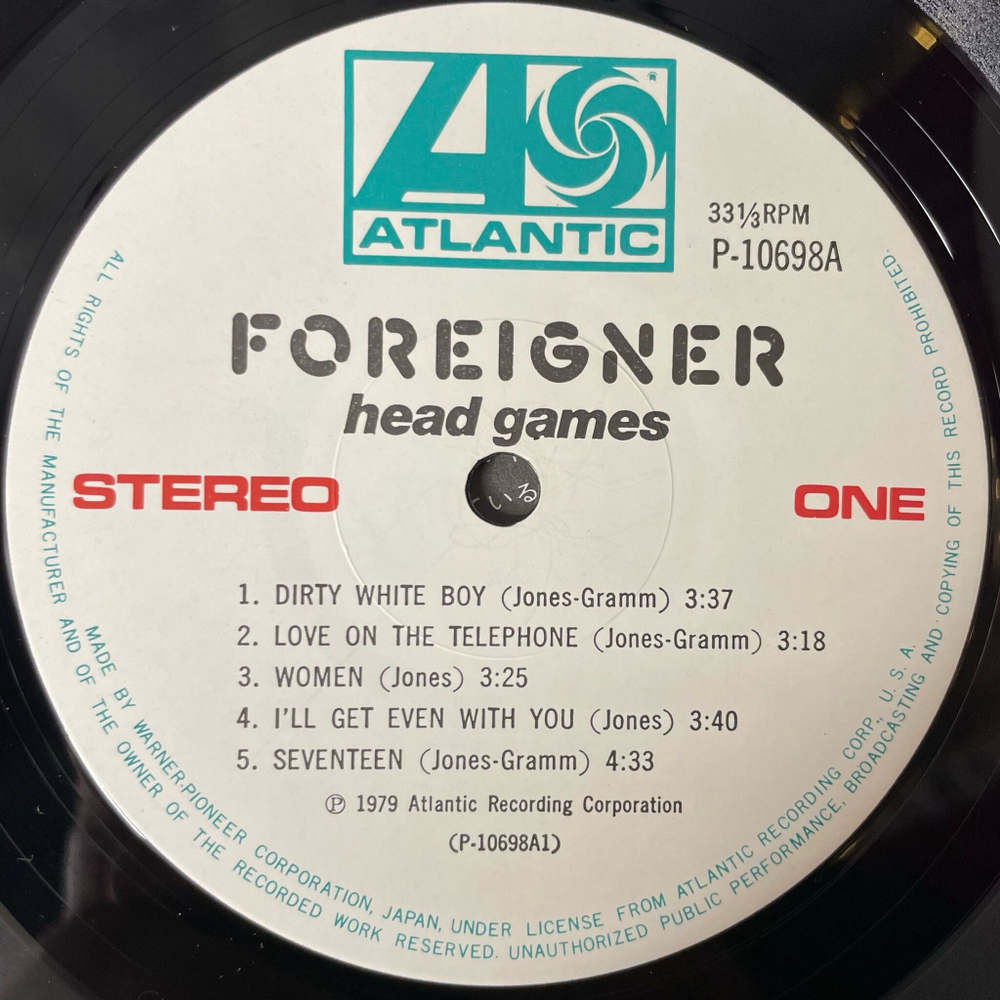 ATLANTIC
®
33⅓RPM
P-10698A
FOREIGNER
head games
いる
STEREO
ONE
1. DIRTY WHITE BOY (Jones-Gramm) 3:37
2. LOVE ON THE TELEPHONE (Jones-Gramm) 3:18
3. WOMEN (Jones) 3:25
4. I'LL GET EVEN WITH YOU (Jones) 3:40
5. SEVENTEEN (Jones-Gramm) 4:33
℗ 1979 Atlantic Recording Corporation
(P-10698A1)
MADE BY WARNER-PIONEER CORPORATION, JAPAN, UNDER LICENSE FROM ATLANTIC RECORDING CORP., U. S. A.
ALL RIGHTS OF THE MANUFACTURER AND OF THE OWNER OF THE RECORDED WORK RESERVED. UNAUTHORIZED PUBLIC PERFORMANCE, BROADCASTING AND COPYING OF THIS RECORD PROHIBITED.